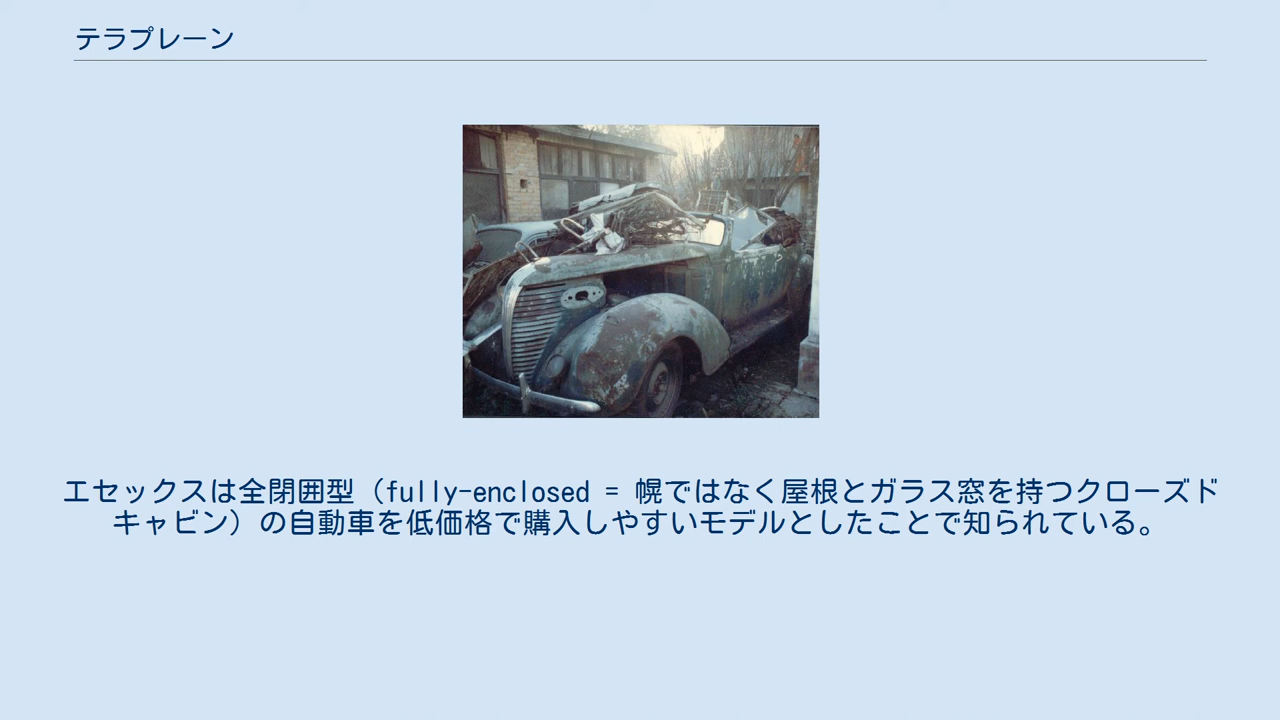 テラプレーン
エセックスは全閉囲型（fully-enclosed = 幌ではなく屋根とガラス窓を持つクローズド
キャビン）の自動車を低価格で購入しやすいモデルとしたことで知られている。